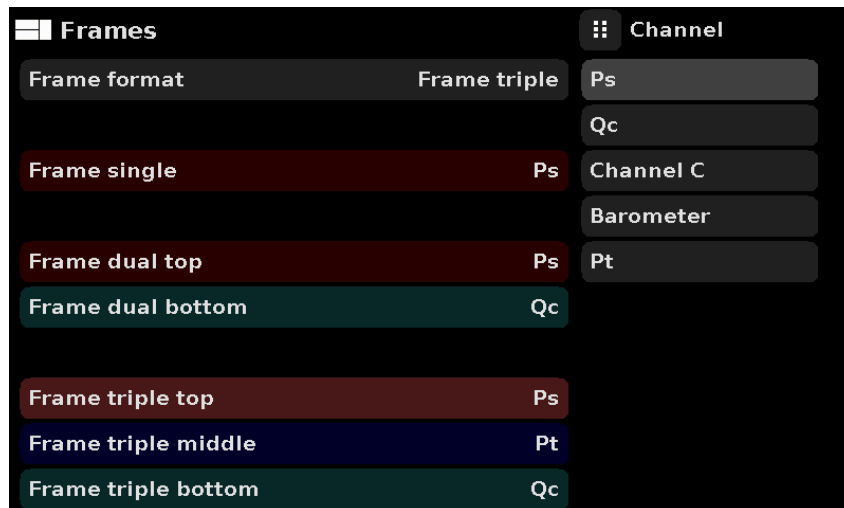 Frames
Frame format Frame triple
Frame single Ps
Frame dual top Ps
Frame dual bottom Qc
Frame triple top Ps
Frame triple middle Pt
Frame triple bottom Qc
Channel
Ps
Qc
Channel C
Barometer
Pt